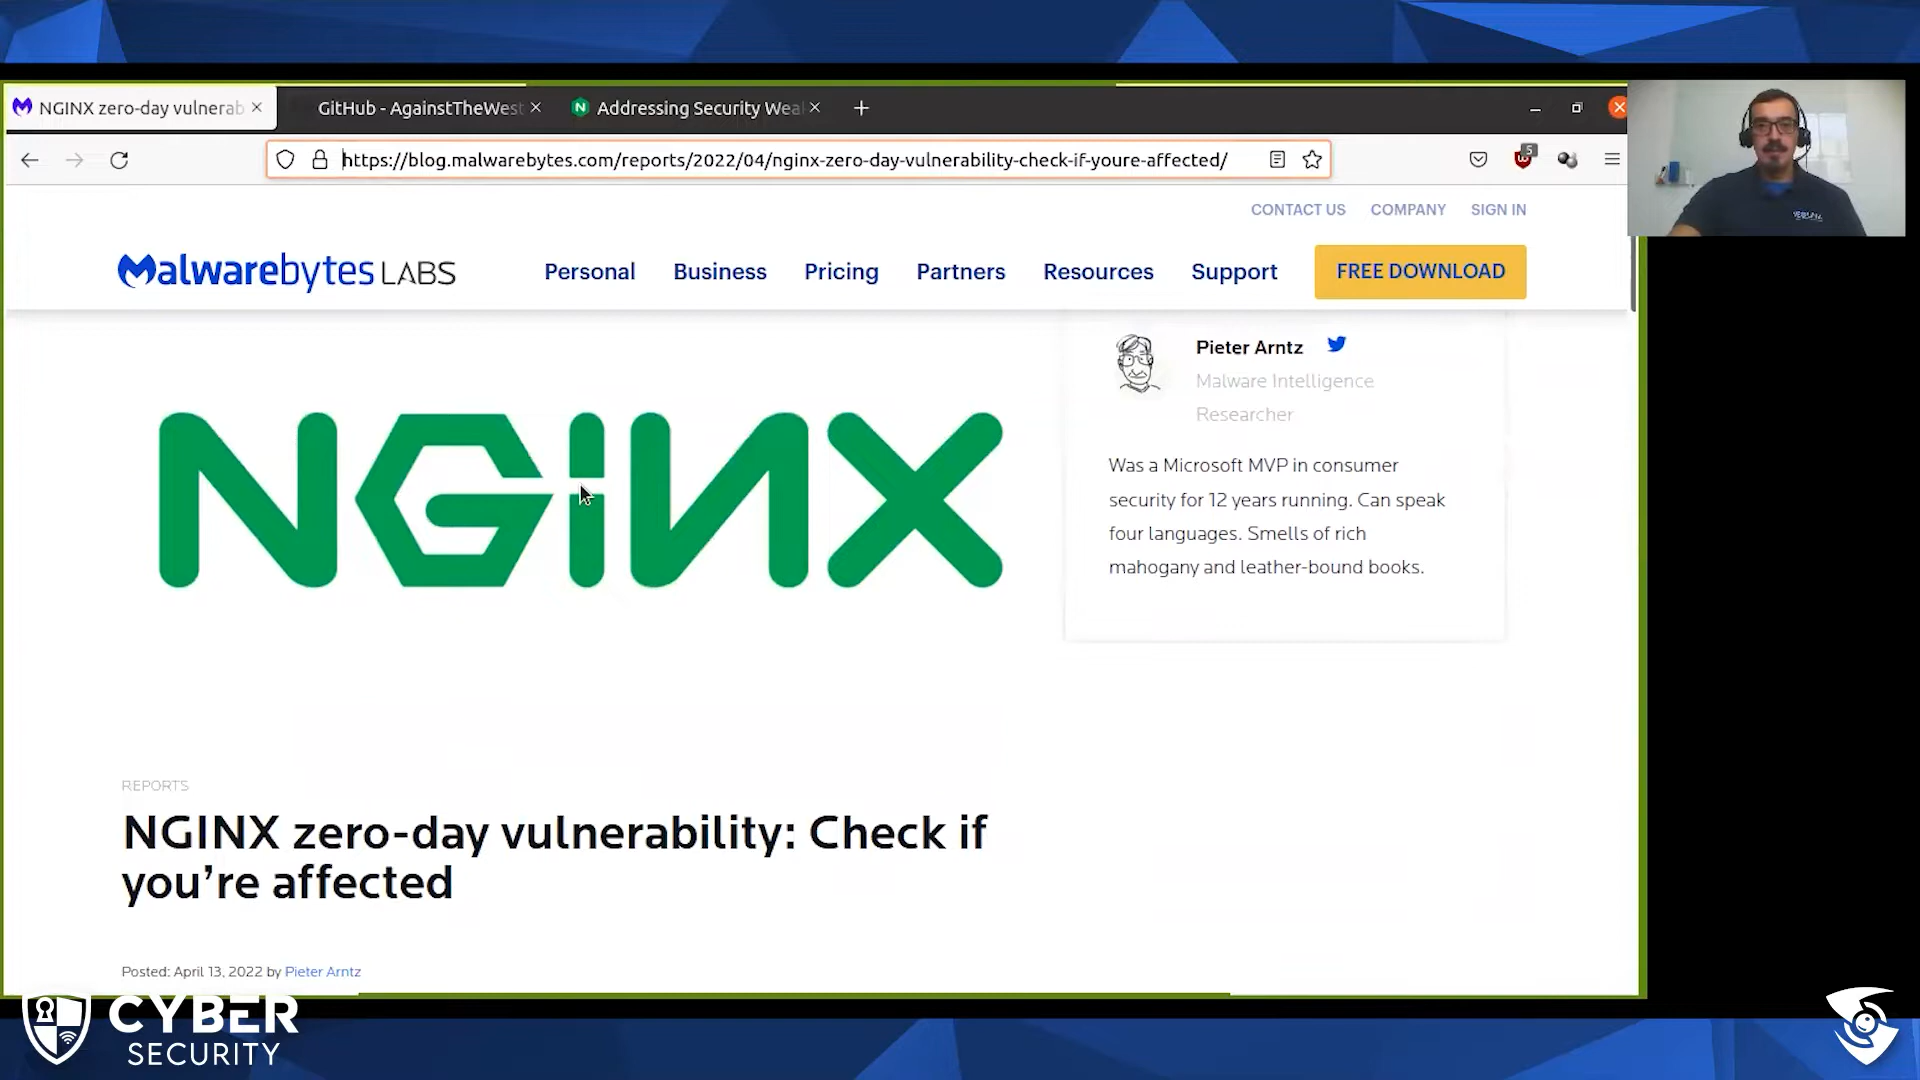 NGINX zero-day vulnerab
GitHub - AgainstTheWest
Addressing Security Wea
https://blog.malwarebytes.com/reports/2022/04/nginx-zero-day-vulnerability-check-if-youre-affected/
5
CONTACT US COMPANY SIGN IN
Malwarebytes LABS
Personal Business Pricing Partners Resources Support FREE DOWNLOAD
Pieter Arntz
Malware Intelligence
Researcher
Was a Microsoft MVP in consumer
security for 12 years running. Can speak
four languages. Smells of rich
mahogany and leather-bound books.
NGINX
REPORTS
NGINX zero-day vulnerability: Check if
you’re affected
Posted: April 13, 2022 by Pieter Arntz
CYBER
SECURITY